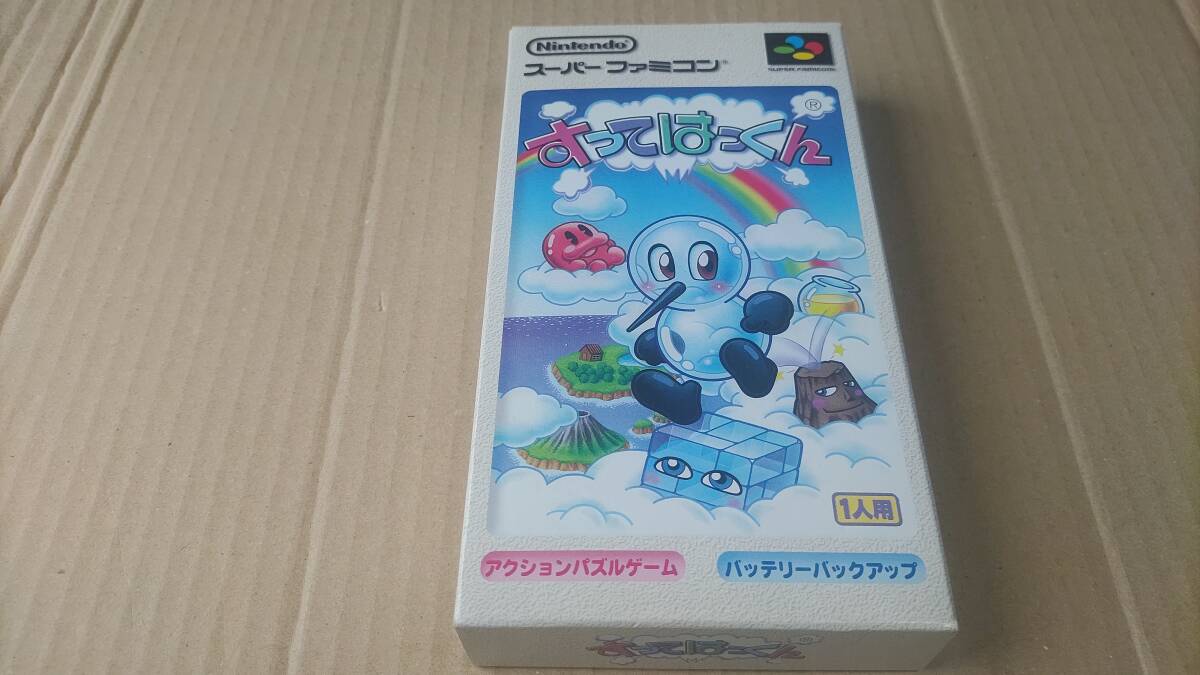 Nintendo
スーパーファミコン®
SUPER FAMICOM
®
すってはっくん
1人用
アクションパズルゲーム
バッテリーバックアップ
すってはっくん
®